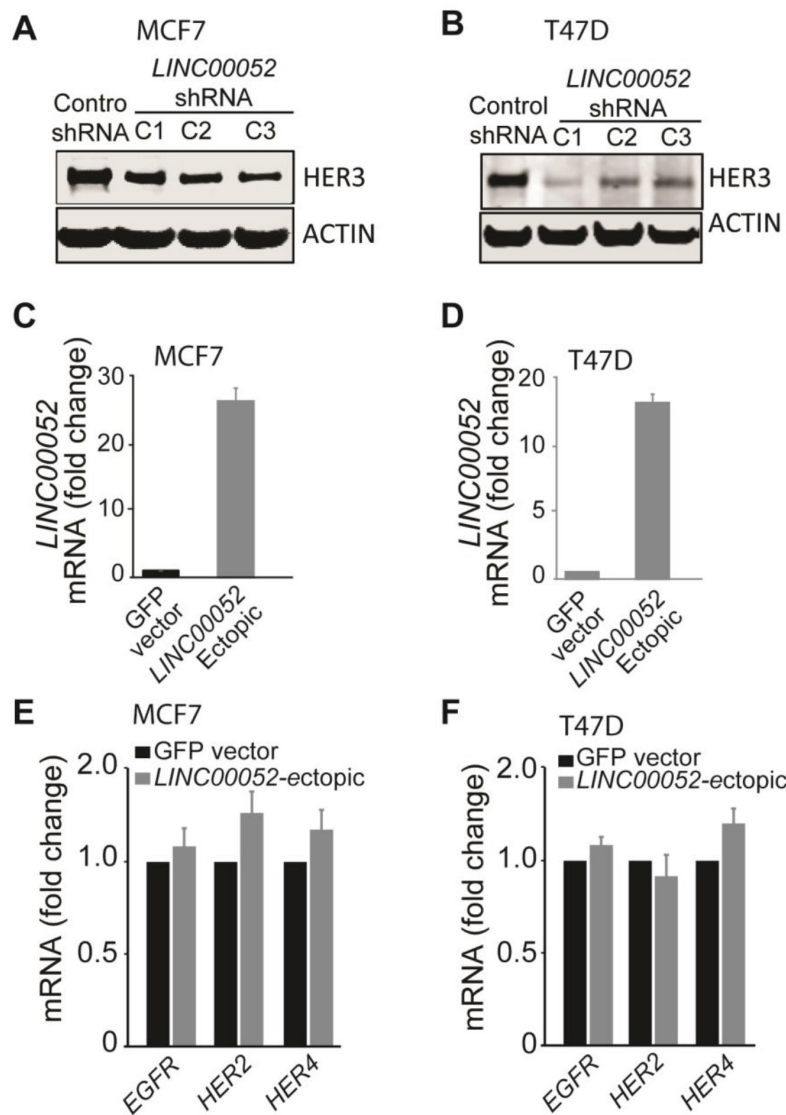 A MCF7
LINC00052
shRNA
Contro
shRNA
C1 C2 C3
HER3
ACTIN
B T47D
LINC00052
shRNA
Control
shRNA
C1 C2 C3
HER3
ACTIN
C
MCF7
LINC00052
mRNA (fold change)
30
20
10
0
GFP
vector
LINC00052
Ectopic
D
T47D
LINC00052
mRNA (fold change)
20
10
5
0
GFP
vector
LINC00052
Ectopic
E MCF7
GFP vector
LINC00052-ectopic
mRNA (fold change)
2.0
1.0
0.5
0
EGFR
HER2
HER4
F T47D
GFP vector
LINC00052-ectopic
mRNA (fold change)
2.0
1.0
0.5
0
EGFR
HER2
HER4